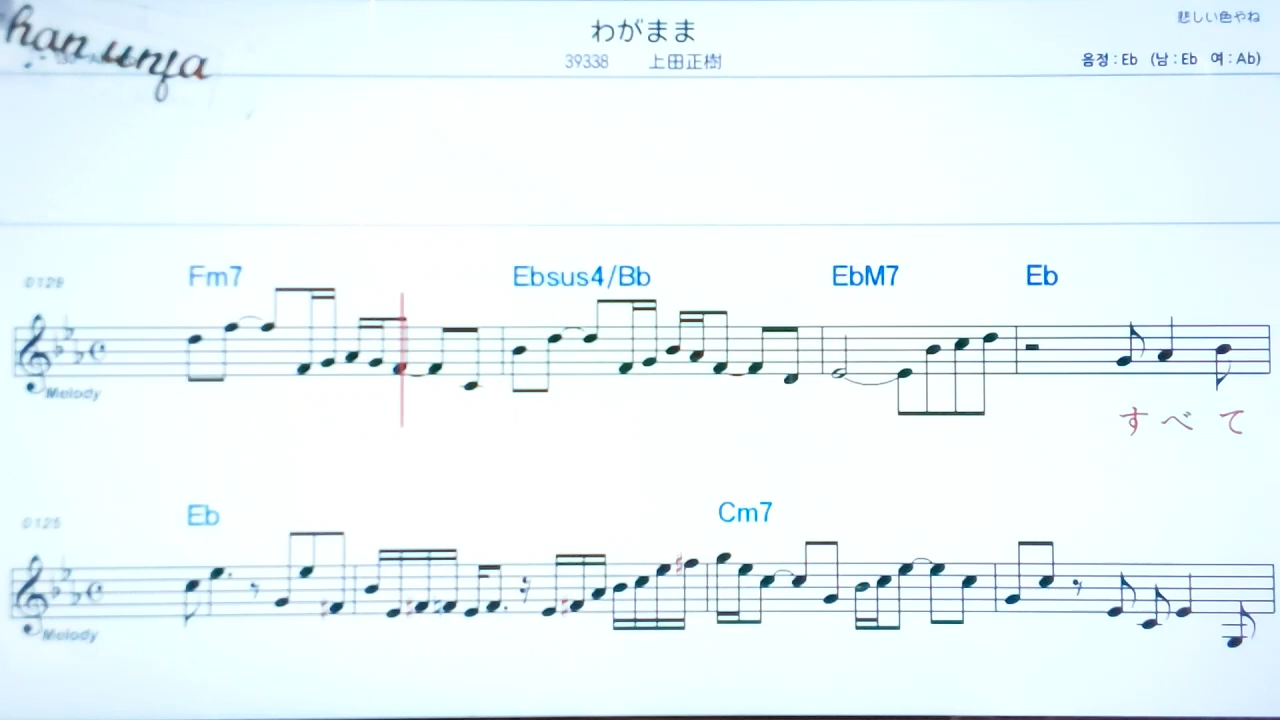 han unja
わがまま
悲しい色やね
39338 上田正樹
음정 : Eb (남 : Eb 여 : Ab)
Fm7 Ebsus4/Bb EbM7 Eb
Melody
すべて
Eb Cm7
Melody